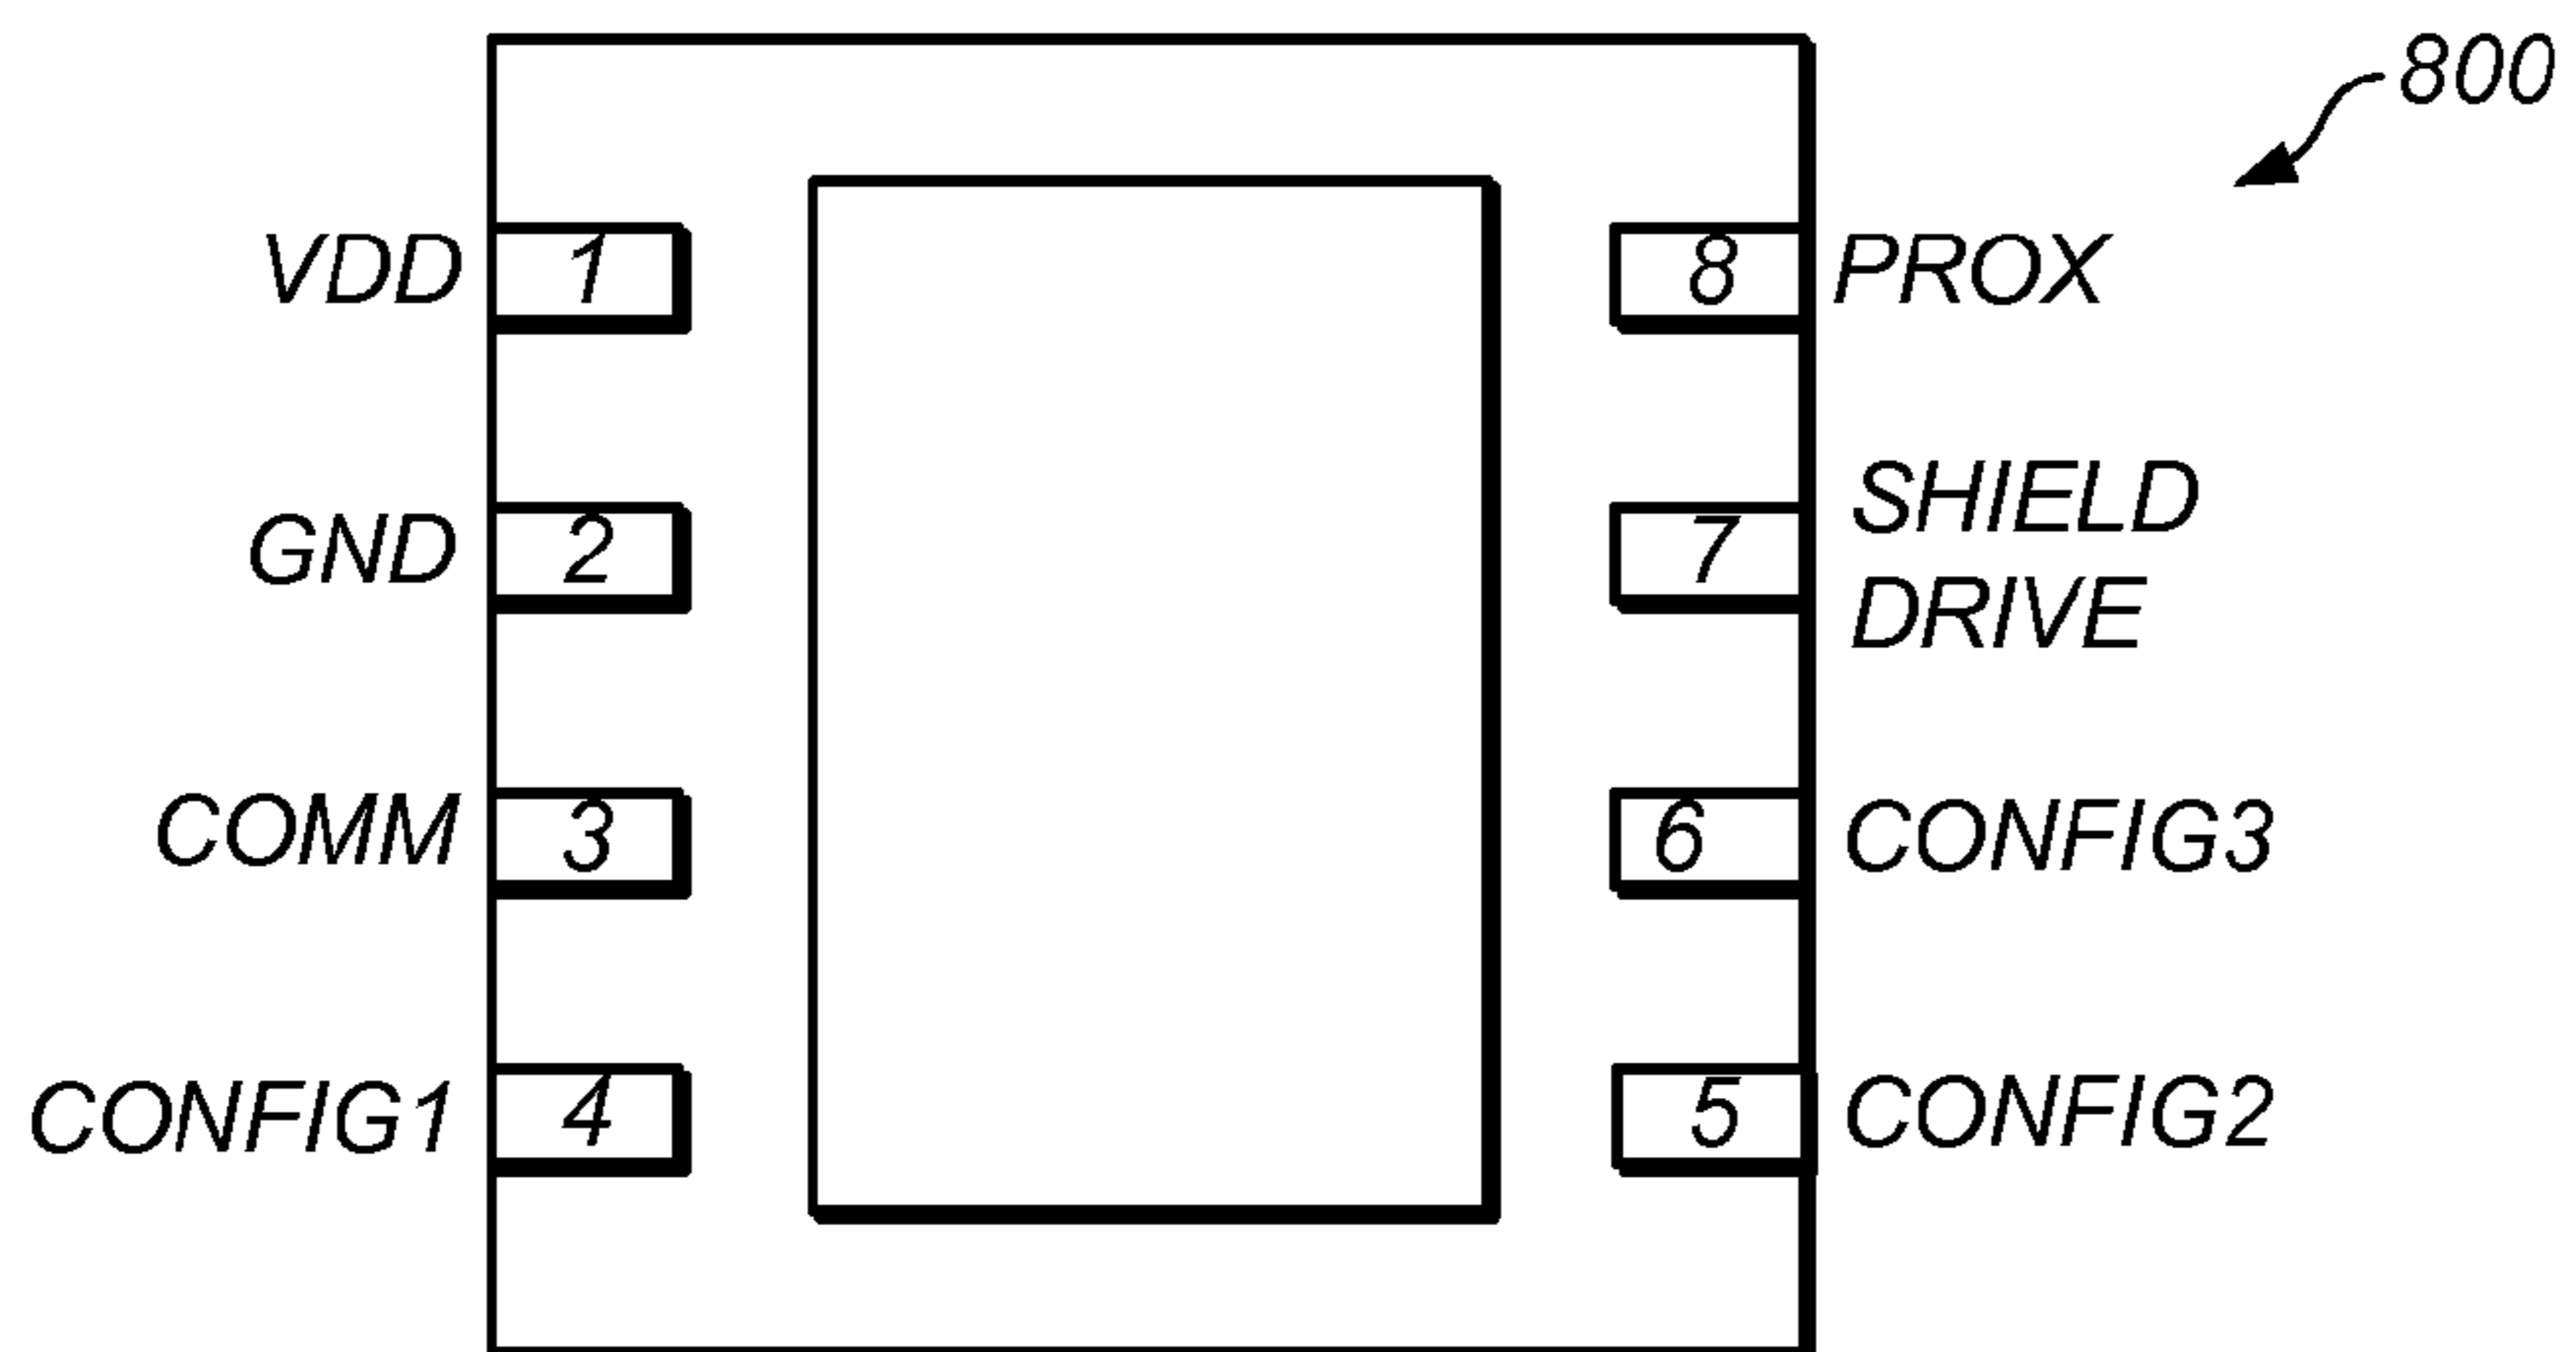 800
VDD 1 8 PROX
GND 2 7 SHIELD
DRIVE
COMM 3 6 CONFIG3
CONFIG1 4 5 CONFIG2